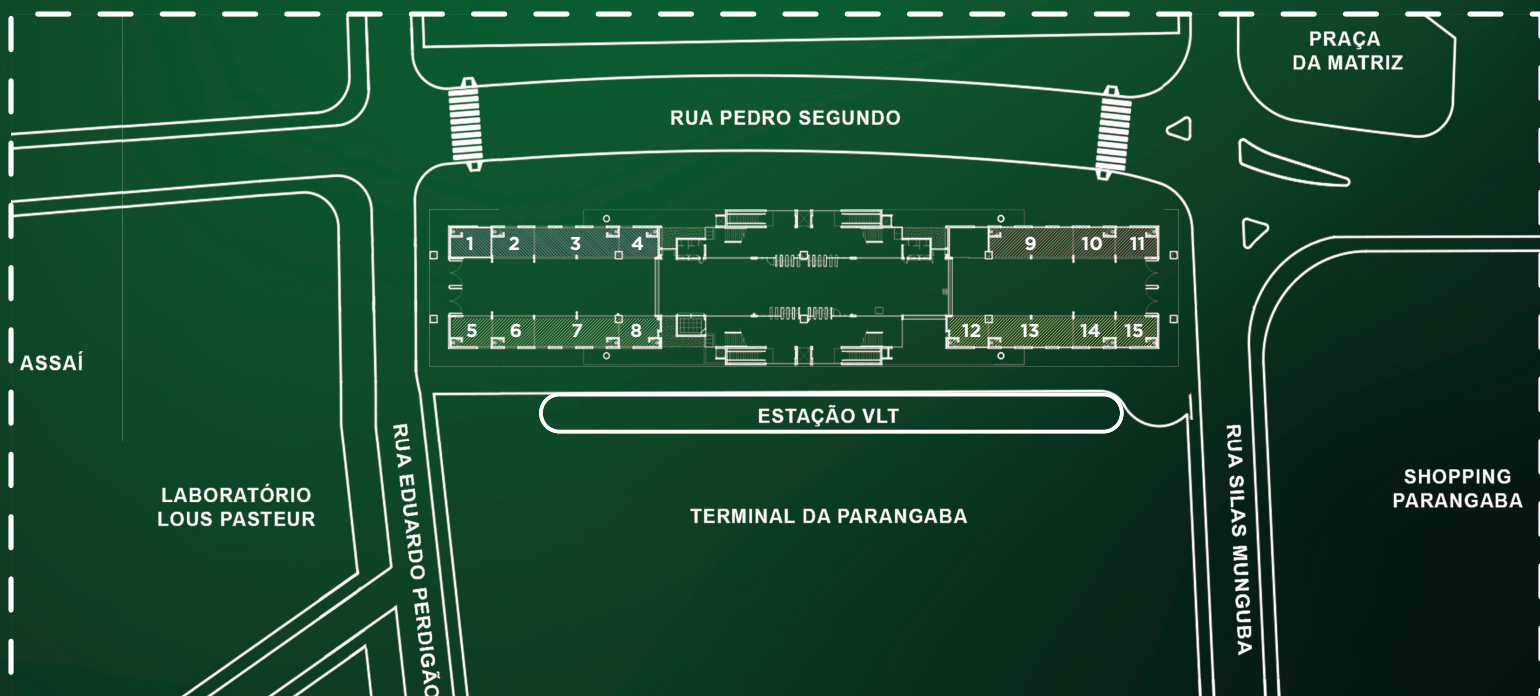 PRAÇA
DA MATRIZ
RUA PEDRO SEGUNDO
1 2 3 4
9 10 11
5 6 7 8
12 13 14 15
ASSAÍ
ESTAÇÃO VLT
RUA EDUARDO PERDIGÃO
RUA SILAS MUNGUBA
LABORATÓRIO
LOUS PASTEUR
TERMINAL DA PARANGABA
SHOPPING
PARANGABA